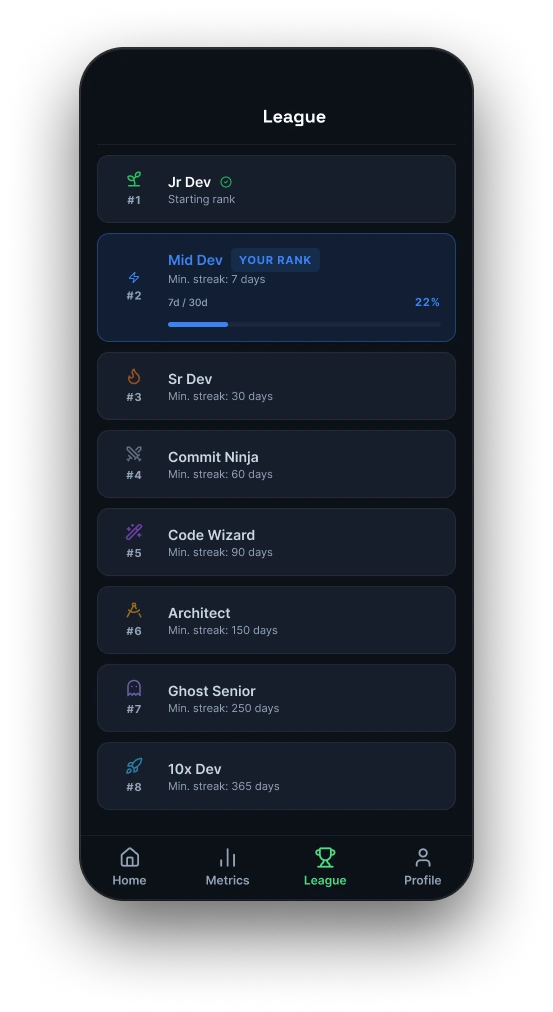 League
Jr Dev
#1
Starting rank
Mid Dev YOUR RANK
Min. streak: 7 days
#2
7d / 30d 22%
Sr Dev
#3
Min. streak: 30 days
Commit Ninja
#4
Min. streak: 60 days
Code Wizard
#5
Min. streak: 90 days
Architect
#6
Min. streak: 150 days
Ghost Senior
#7
Min. streak: 250 days
10x Dev
#8
Min. streak: 365 days
Home Metrics League Profile